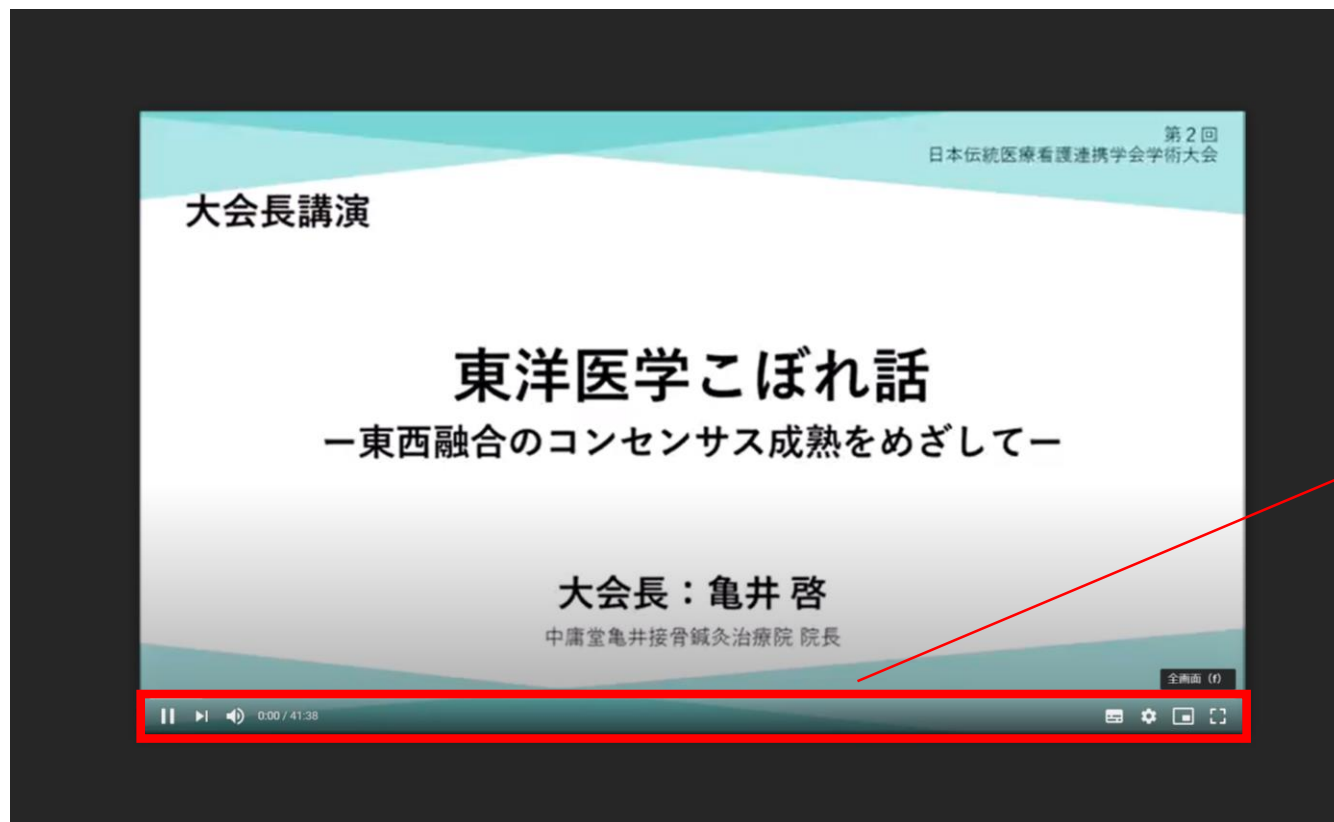 第２回
日本伝統医療看護連携学会学術大会
大会長講演
東洋医学こぼれ話
ー東西融合のコンセンサス成熟をめざしてー
大会長：亀井 啓
中庸堂亀井接骨鍼灸治療院 院長
全画面（f）
0:00 / 41:38